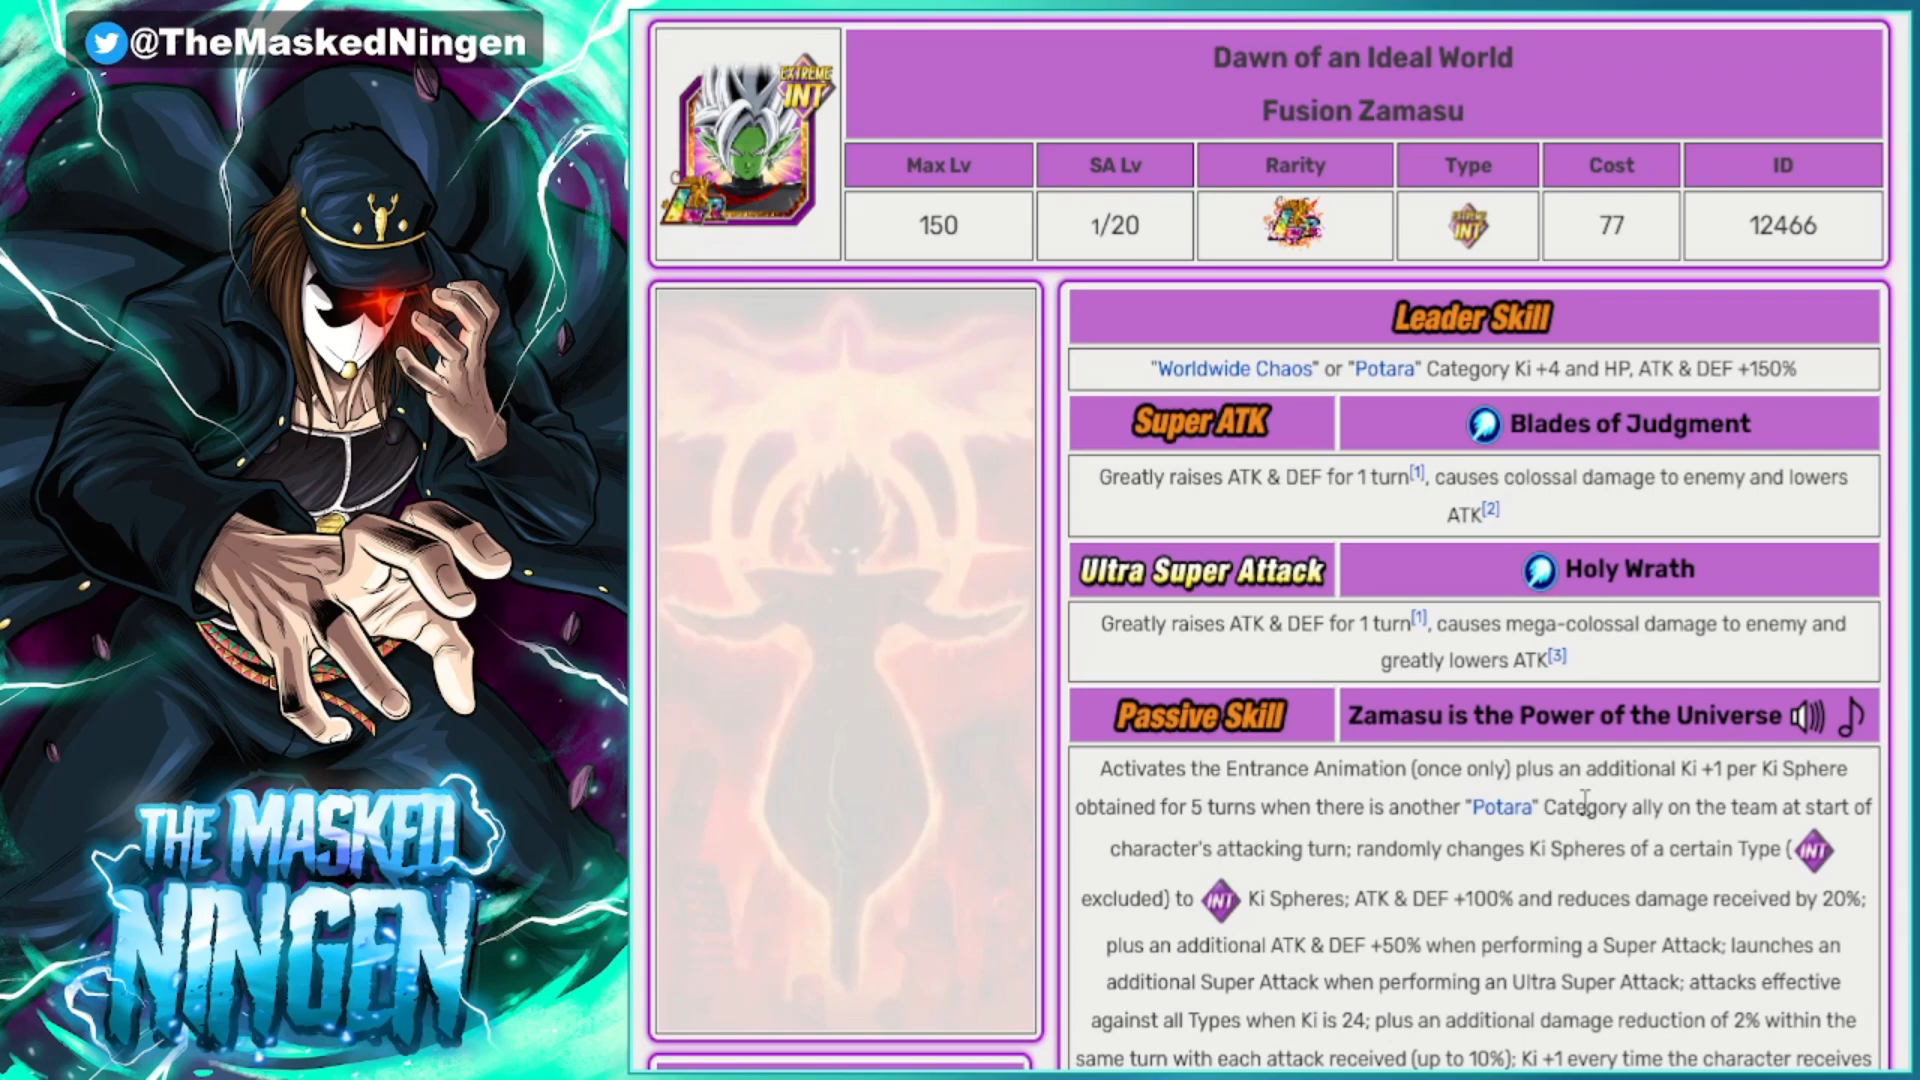 @TheMaskedNingen
THE MASKED
NINGEN
EXTREME
INT
LR
Dawn of an Ideal World
Fusion Zamasu
Max Lv SA Lv Rarity Type Cost ID
150 1/20 LR EXTREME INT 77 12466
Leader Skill
"Worldwide Chaos" or "Potara" Category Ki +4 and HP, ATK & DEF +150%
Super ATK Blades of Judgment
Greatly raises ATK & DEF for 1 turn[1], causes colossal damage to enemy and lowers
ATK[2]
Ultra Super Attack Holy Wrath
Greatly raises ATK & DEF for 1 turn[1], causes mega-colossal damage to enemy and
greatly lowers ATK[3]
Passive Skill Zamasu is the Power of the Universe
Activates the Entrance Animation (once only) plus an additional Ki +1 per Ki Sphere
obtained for 5 turns when there is another "Potara" Category ally on the team at start of
character's attacking turn; randomly changes Ki Spheres of a certain Type (INT
excluded) to INT Ki Spheres; ATK & DEF +100% and reduces damage received by 20%;
plus an additional ATK & DEF +50% when performing a Super Attack; launches an
additional Super Attack when performing an Ultra Super Attack; attacks effective
against all Types when Ki is 24; plus an additional damage reduction of 2% within the
same turn with each attack received (up to 10%); Ki +1 every time the character receives